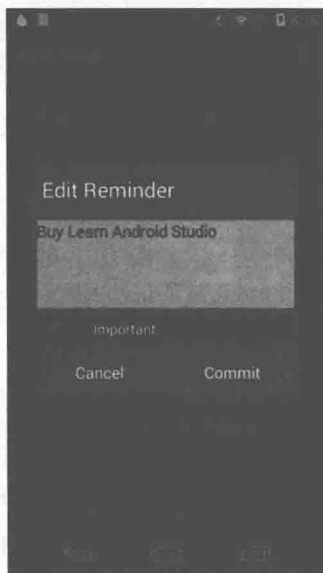 Edit Reminder
Buy Learn Android Studio
Important
Cancel
Commit